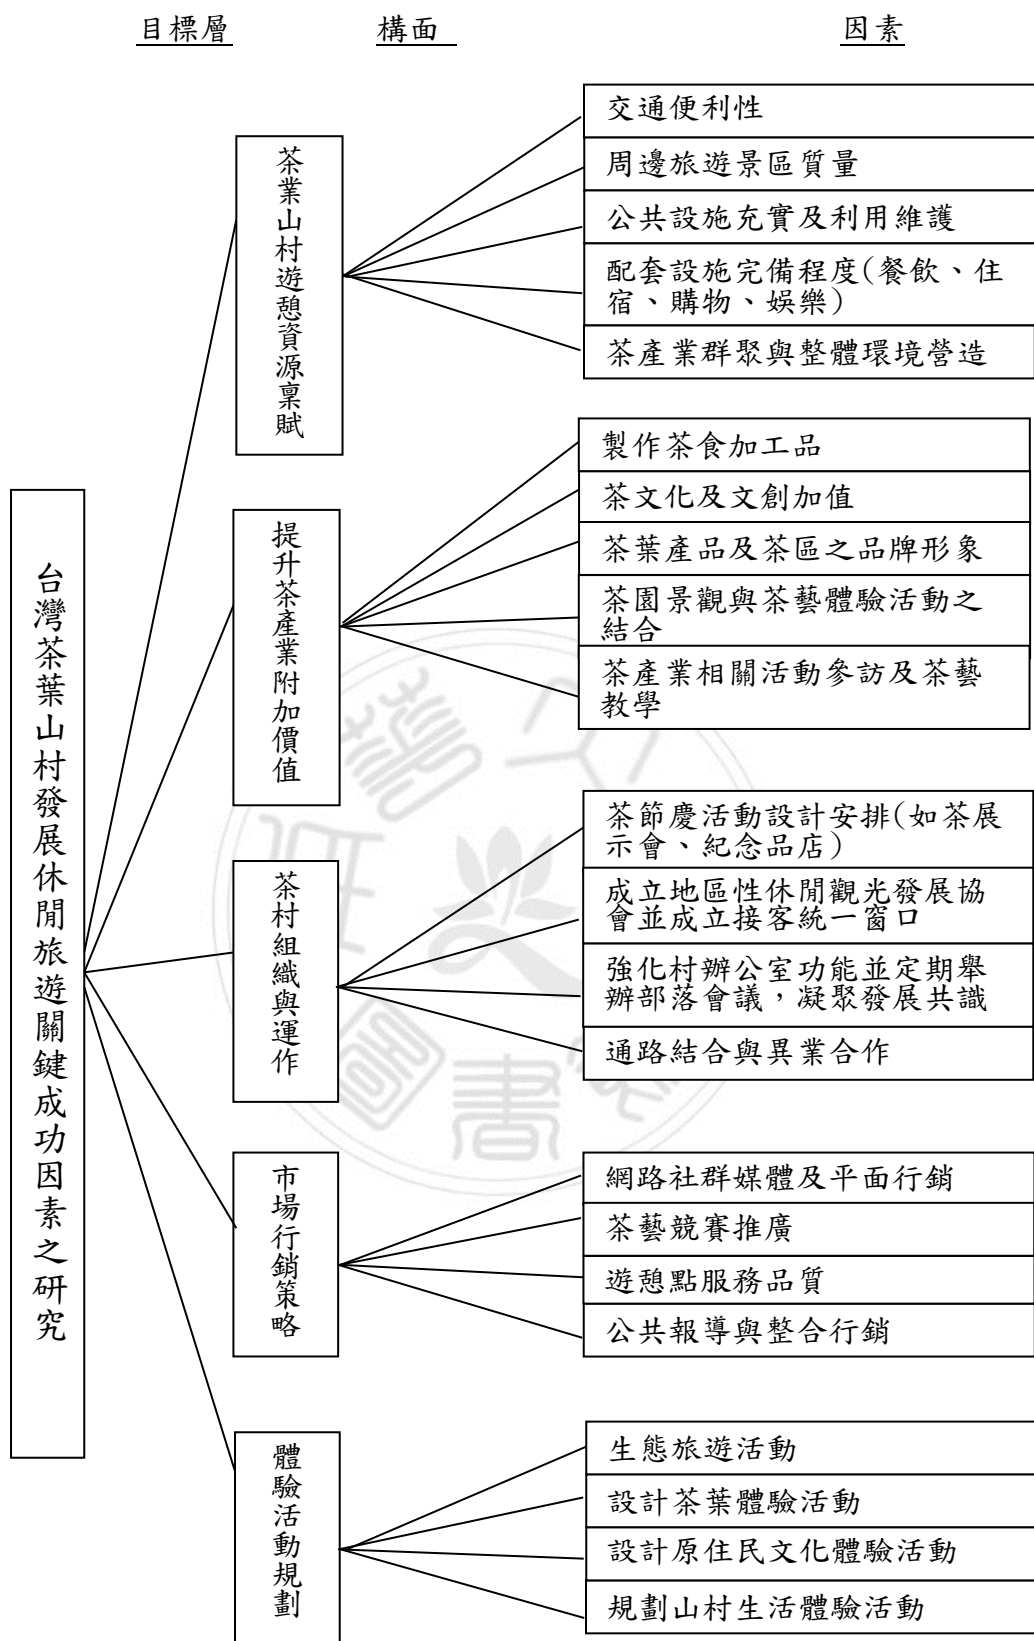 目標層
構面
因素
台灣茶葉山村發展休閒旅遊關鍵成功因素之研究
茶業山村遊憩資源稟賦
交通便利性
周邊旅遊景區質量
公共設施充實及利用維護
配套設施完備程度(餐飲、住
宿、購物、娛樂)
茶產業群聚與整體環境營造
提升茶產業附加價值
製作茶食加工品
茶文化及文創加值
茶葉產品及茶區之品牌形象
茶園景觀與茶藝體驗活動之
結合
茶產業相關活動參訪及茶藝
教學
茶村組織與運作
茶節慶活動設計安排(如茶展
示會、紀念品店)
成立地區性休閒觀光發展協
會並成立接客統一窗口
強化村辦公室功能並定期舉
辦部落會議，凝聚發展共識
通路結合與異業合作
市場行銷策略
網路社群媒體及平面行銷
茶藝競賽推廣
遊憩點服務品質
公共報導與整合行銷
體驗活動規劃
生態旅遊活動
設計茶葉體驗活動
設計原住民文化體驗活動
規劃山村生活體驗活動